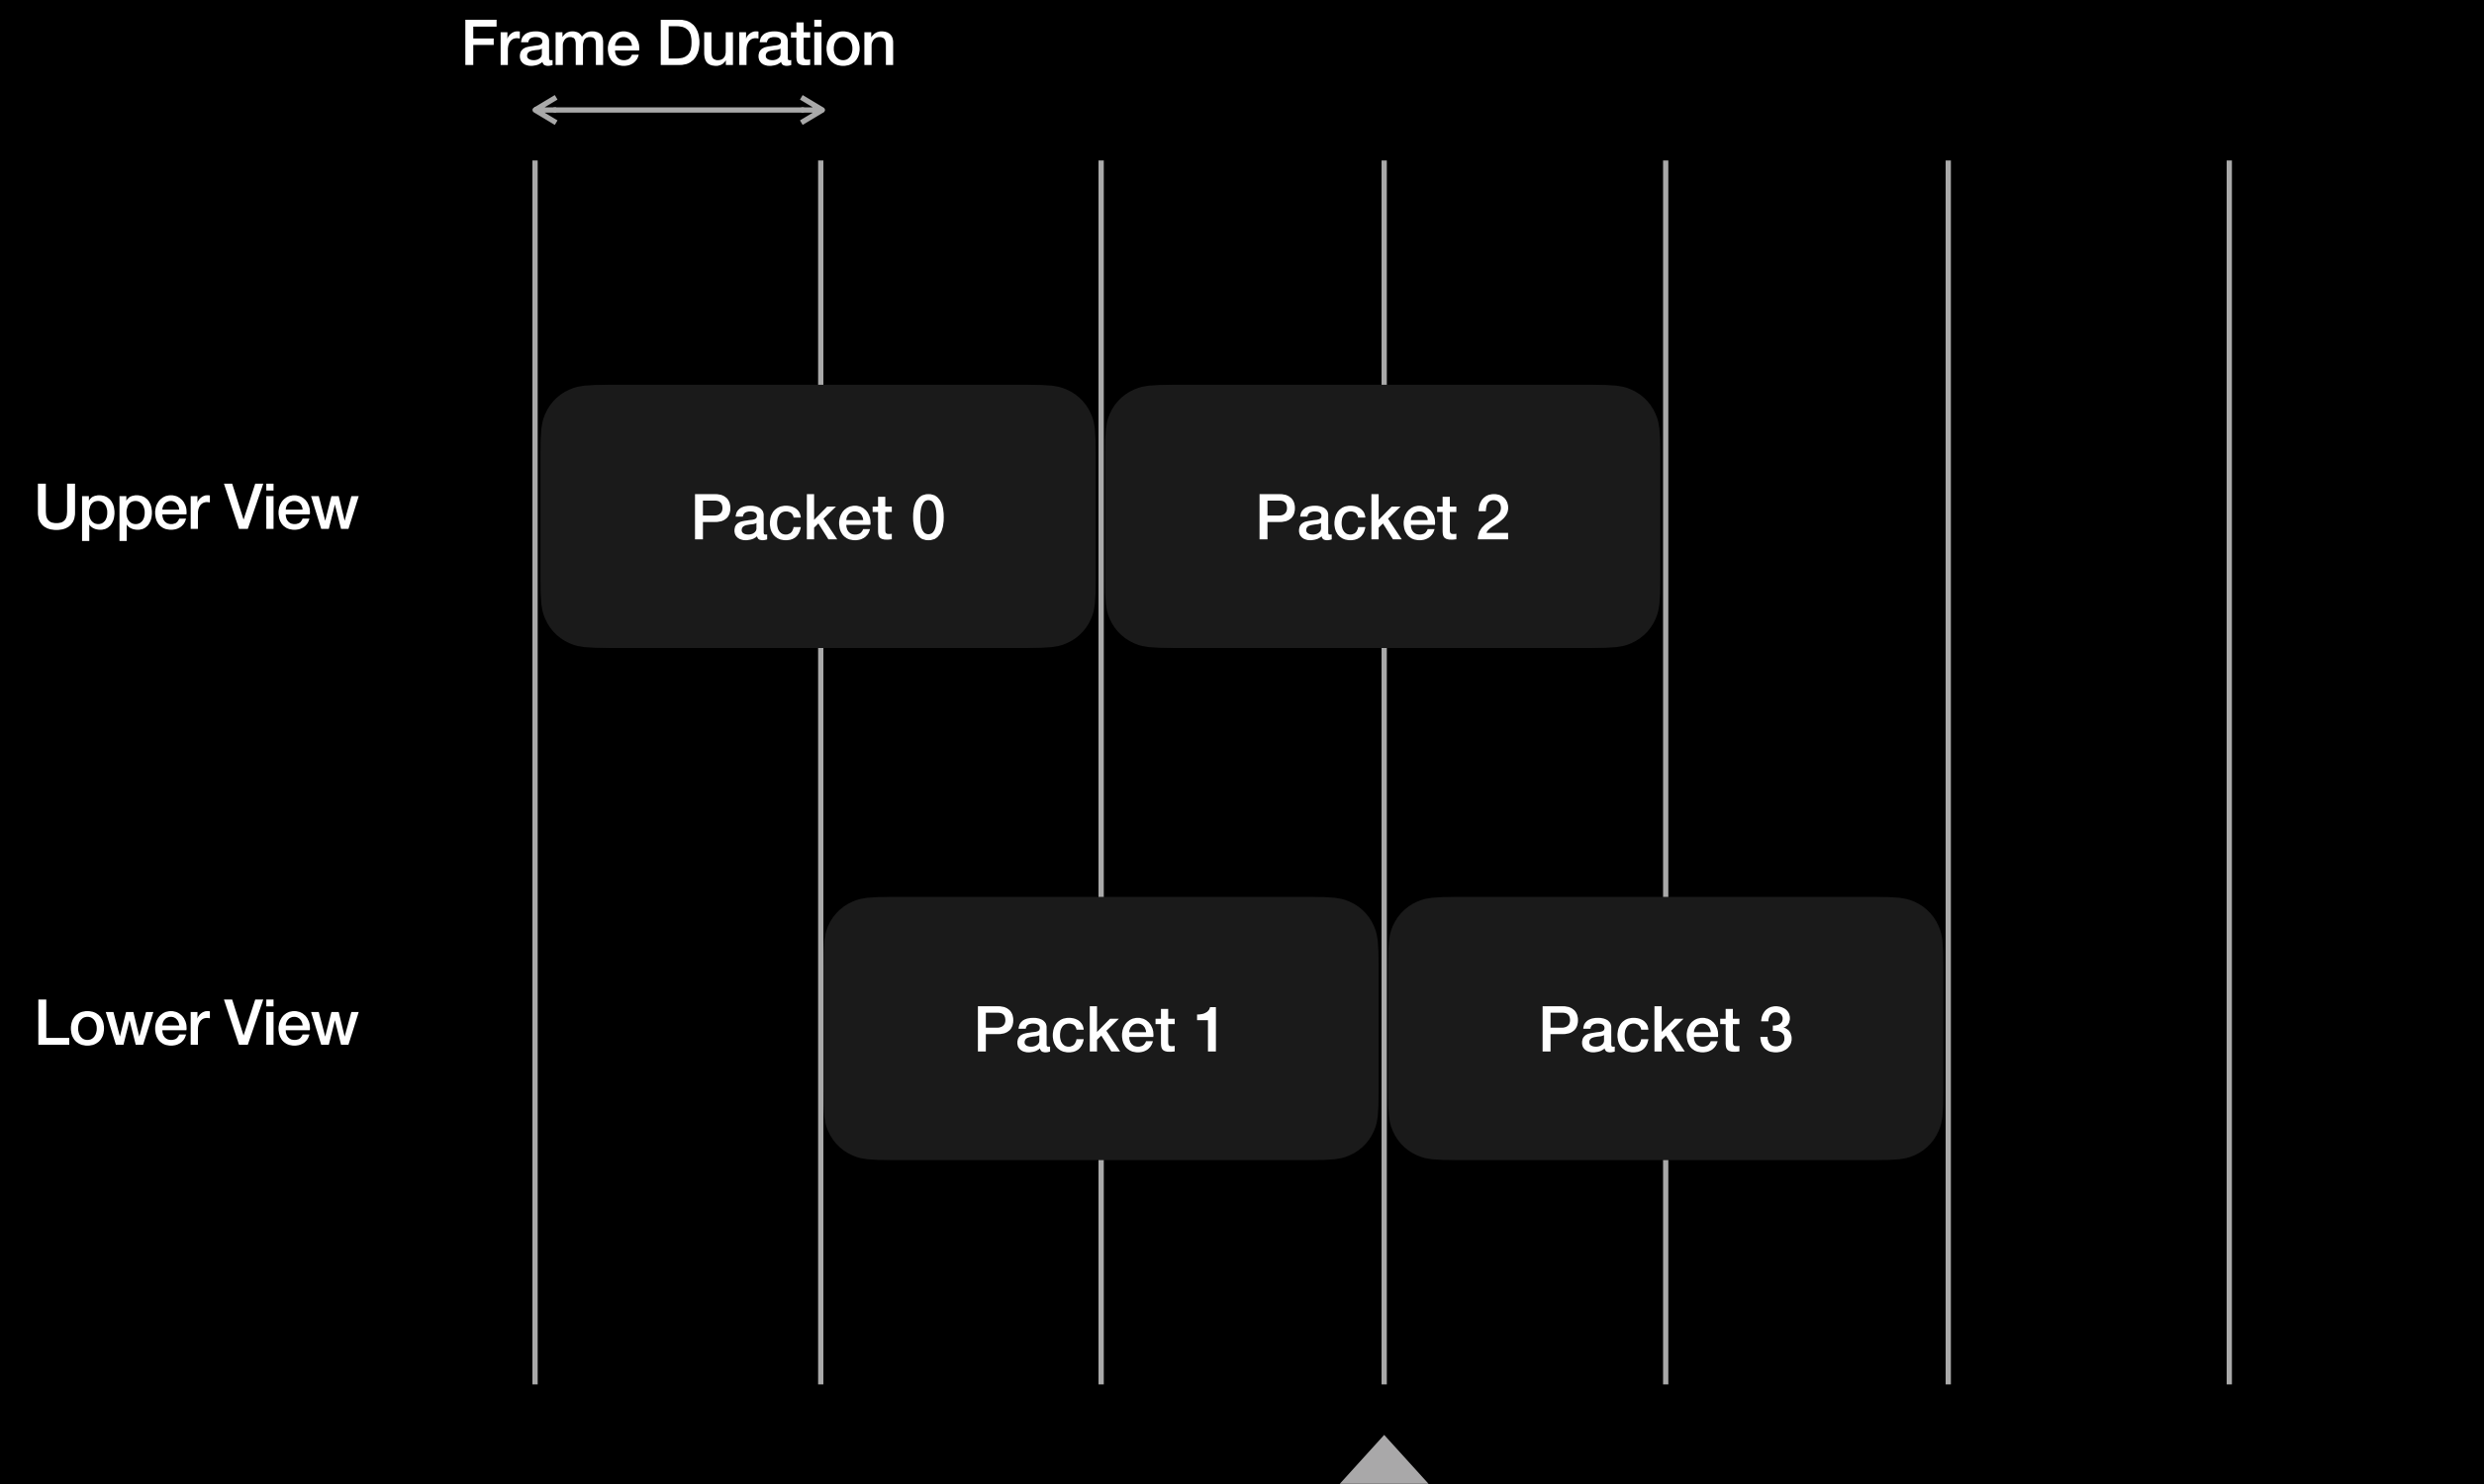 Frame Duration
Upper View
Packet 0
Packet 2
Lower View
Packet 1
Packet 3